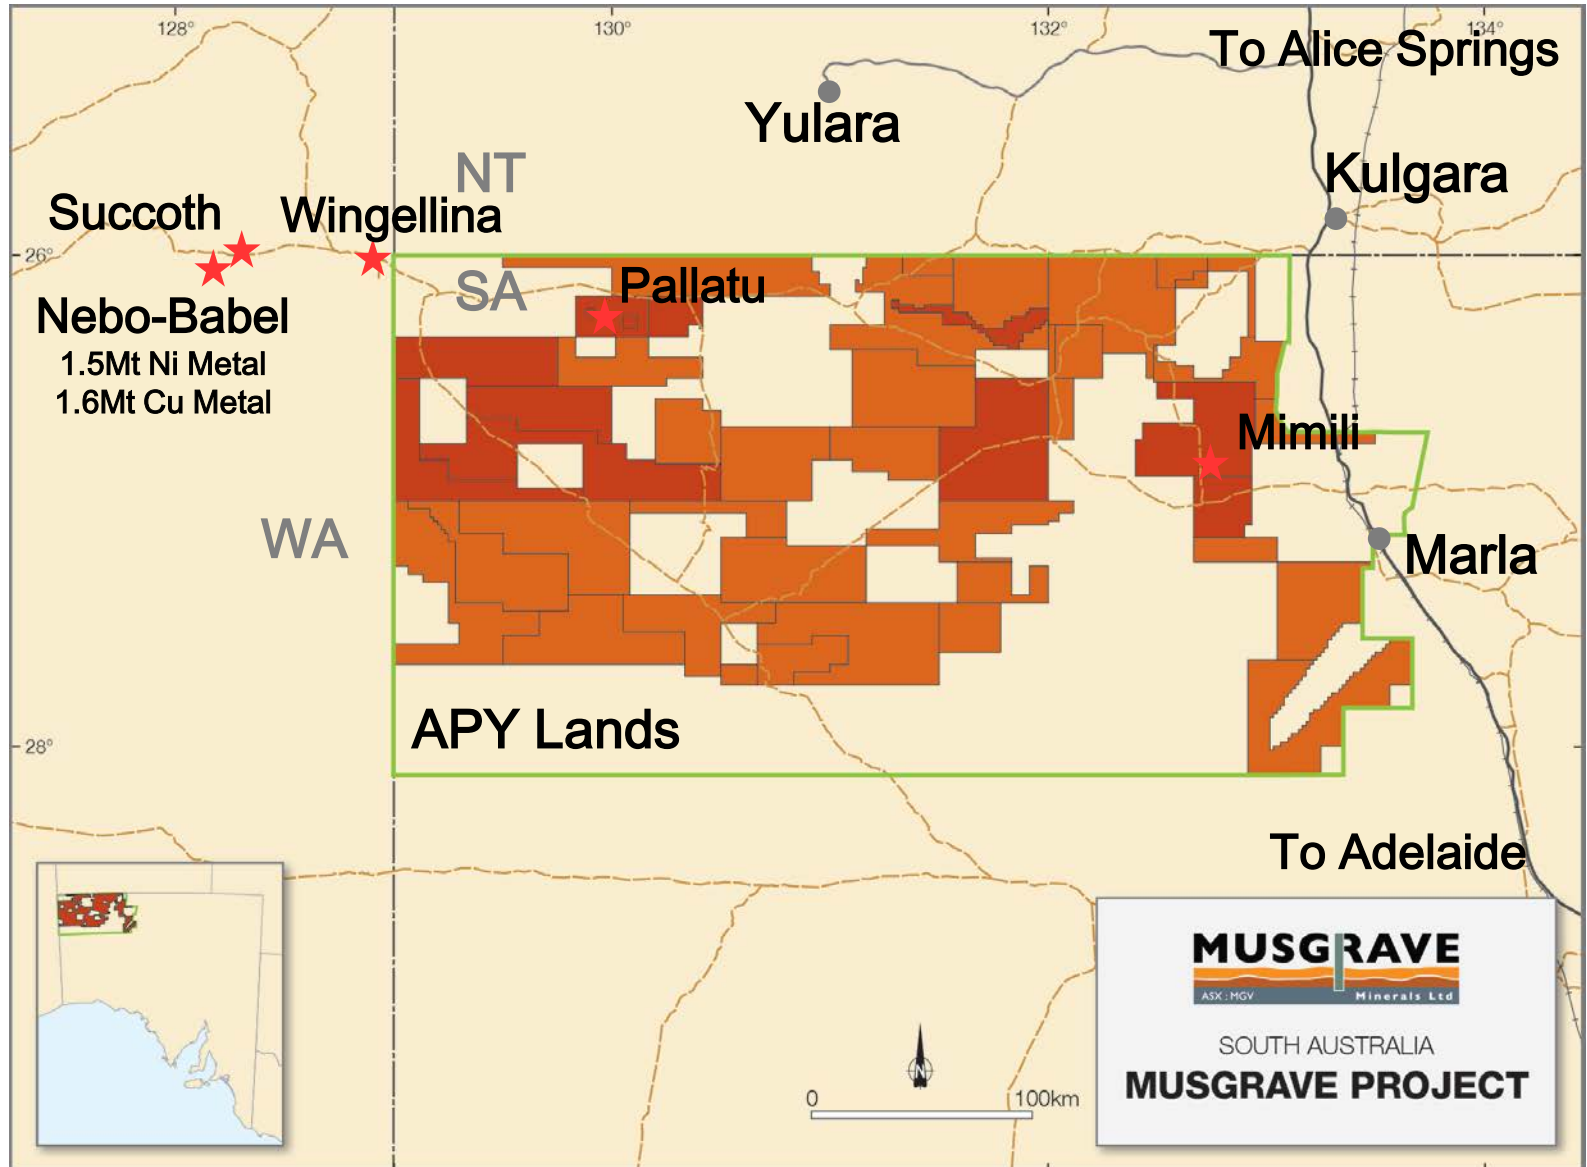 128°
130°
132°
134°
To Alice Springs
Yulara
NT
Kulgara
Succoth
Wingellina
26°
SA
Pallatu
Nebo-Babel
1.5Mt Ni Metal
1.6Mt Cu Metal
Mimili
WA
Marla
APY Lands
28°
To Adelaide
MUSGRAVE
ASX : MGV
Minerals Ltd
SOUTH AUSTRALIA
MUSGRAVE PROJECT
N
0
100km